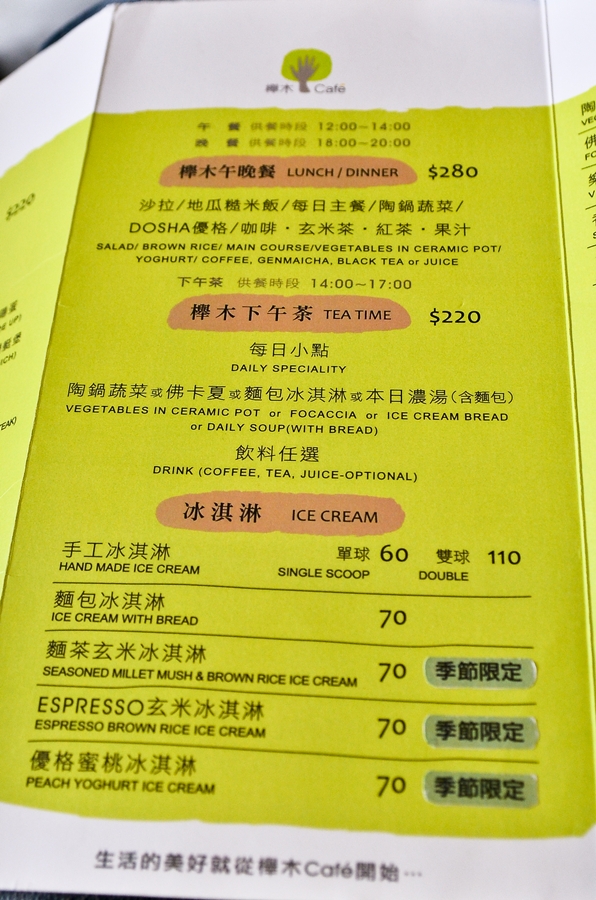 櫸木 Café
午 餐 供餐時段 12:00~14:00
晚 餐 供餐時段 18:00~20:00
櫸木午晚餐 LUNCH / DINNER $280
沙拉/地瓜糙米飯/每日主餐/陶鍋蔬菜/
DOSHA優格/咖啡・玄米茶・紅茶・果汁
SALAD/ BROWN RICE/ MAIN COURSE/VEGETABLES IN CERAMIC POT/
YOGHURT/ COFFEE, GENMAICHA, BLACK TEA or JUICE
下午茶 供餐時段 14:00~17:00
櫸木下午茶 TEA TIME $220
每日小點
DAILY SPECIALITY
陶鍋蔬菜或佛卡夏或麵包冰淇淋或本日濃湯(含麵包)
VEGETABLES IN CERAMIC POT or FOCACCIA or ICE CREAM BREAD
or DAILY SOUP(WITH BREAD)
飲料任選
DRINK (COFFEE, TEA, JUICE-OPTIONAL)
冰淇淋 ICE CREAM
手工冰淇淋 單球 60 雙球 110
HAND MADE ICE CREAM SINGLE SCOOP DOUBLE
麵包冰淇淋 70
ICE CREAM WITH BREAD
麵茶玄米冰淇淋 70 季節限定
SEASONED MILLET MUSH & BROWN RICE ICE CREAM
ESPRESSO玄米冰淇淋 70 季節限定
ESPRESSO BROWN RICE ICE CREAM
優格蜜桃冰淇淋 70 季節限定
PEACH YOGHURT ICE CREAM
生活的美好就從櫸木Café開始…
$220